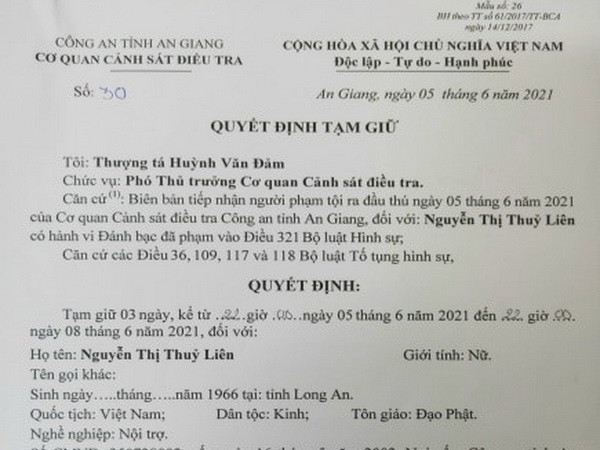 Mẫu số: 26
BH theo TT số 61/2017/TT-BCA
ngày 14/12/2017
CÔNG AN TỈNH AN GIANG
CƠ QUAN CẢNH SÁT ĐIỀU TRA
CỘNG HÒA XÃ HỘI CHỦ NGHĨA VIỆT NAM
Độc lập - Tự do - Hạnh phúc
Số: 30
An Giang, ngày 05 tháng 6 năm 2021
QUYẾT ĐỊNH TẠM GIỮ
Tôi: Thượng tá Huỳnh Văn Đảm
Chức vụ: Phó Thủ trưởng Cơ quan Cảnh sát điều tra.
Căn cứ (1): Biên bản tiếp nhận người phạm tội ra đầu thú ngày 05 tháng 6 năm 2021
của Cơ quan Cảnh sát điều tra Công an tỉnh An Giang, đối với: Nguyễn Thị Thuỷ Liên
có hành vi Đánh bạc đã phạm vào Điều 321 Bộ luật Hình sự;
Căn cứ các Điều 36, 109, 117 và 118 Bộ luật Tố tụng hình sự,
QUYẾT ĐỊNH:
Tạm giữ 03 ngày, kể từ ..22..giờ ..00..ngày 05 tháng 6 năm 2021 đến 22. giờ 00.
ngày 08 tháng 6 năm 2021, đối với:
Họ tên: Nguyễn Thị Thuỷ Liên Giới tính: Nữ.
Tên gọi khác:
Sinh ngày.....tháng.....năm 1966 tại: tỉnh Long An.
Quốc tịch: Việt Nam; Dân tộc: Kinh; Tôn giáo: Đạo Phật.
Nghề nghiệp: Nội trợ.